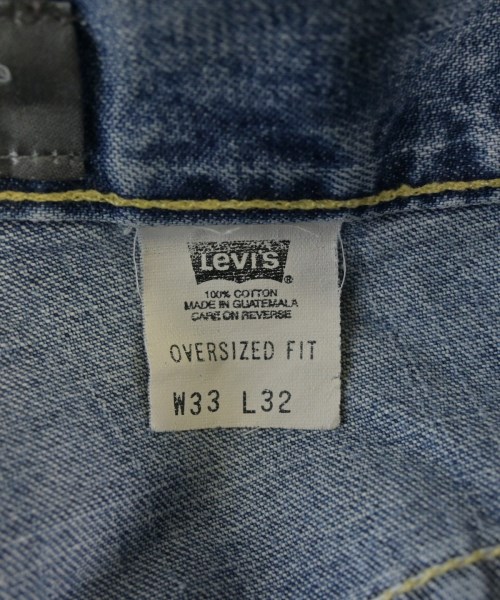 Levi's®
100% COTTON
MADE IN GUATEMALA
CARE ON REVERSE
OVERSIZED FIT
W33 L32